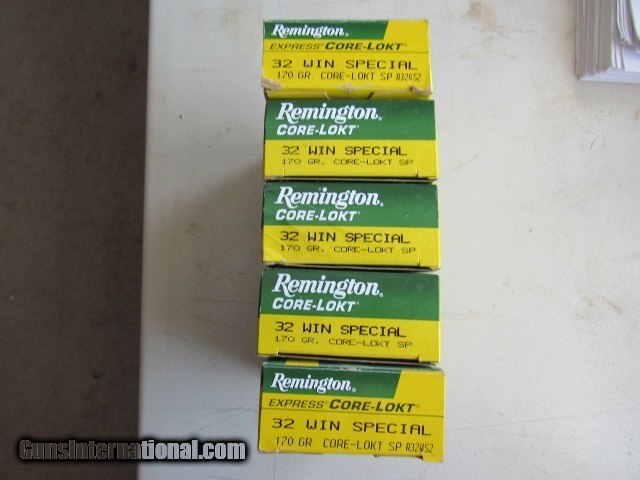 Remington®
EXPRESS® CORE-LOKT®
32 WIN SPECIAL
170 GR. CORE-LOKT SP R32WS2
Remington®
CORE-LOKT®
32 WIN SPECIAL
170 GR. CORE-LOKT SP
Remington®
CORE-LOKT®
32 WIN SPECIAL
170 GR. CORE-LOKT SP
Remington®
CORE-LOKT®
32 WIN SPECIAL
170 GR. CORE-LOKT SP
Remington®
EXPRESS® CORE-LOKT®
32 WIN SPECIAL
170 GR. CORE-LOKT SP R32WS2
GunsInternational.com